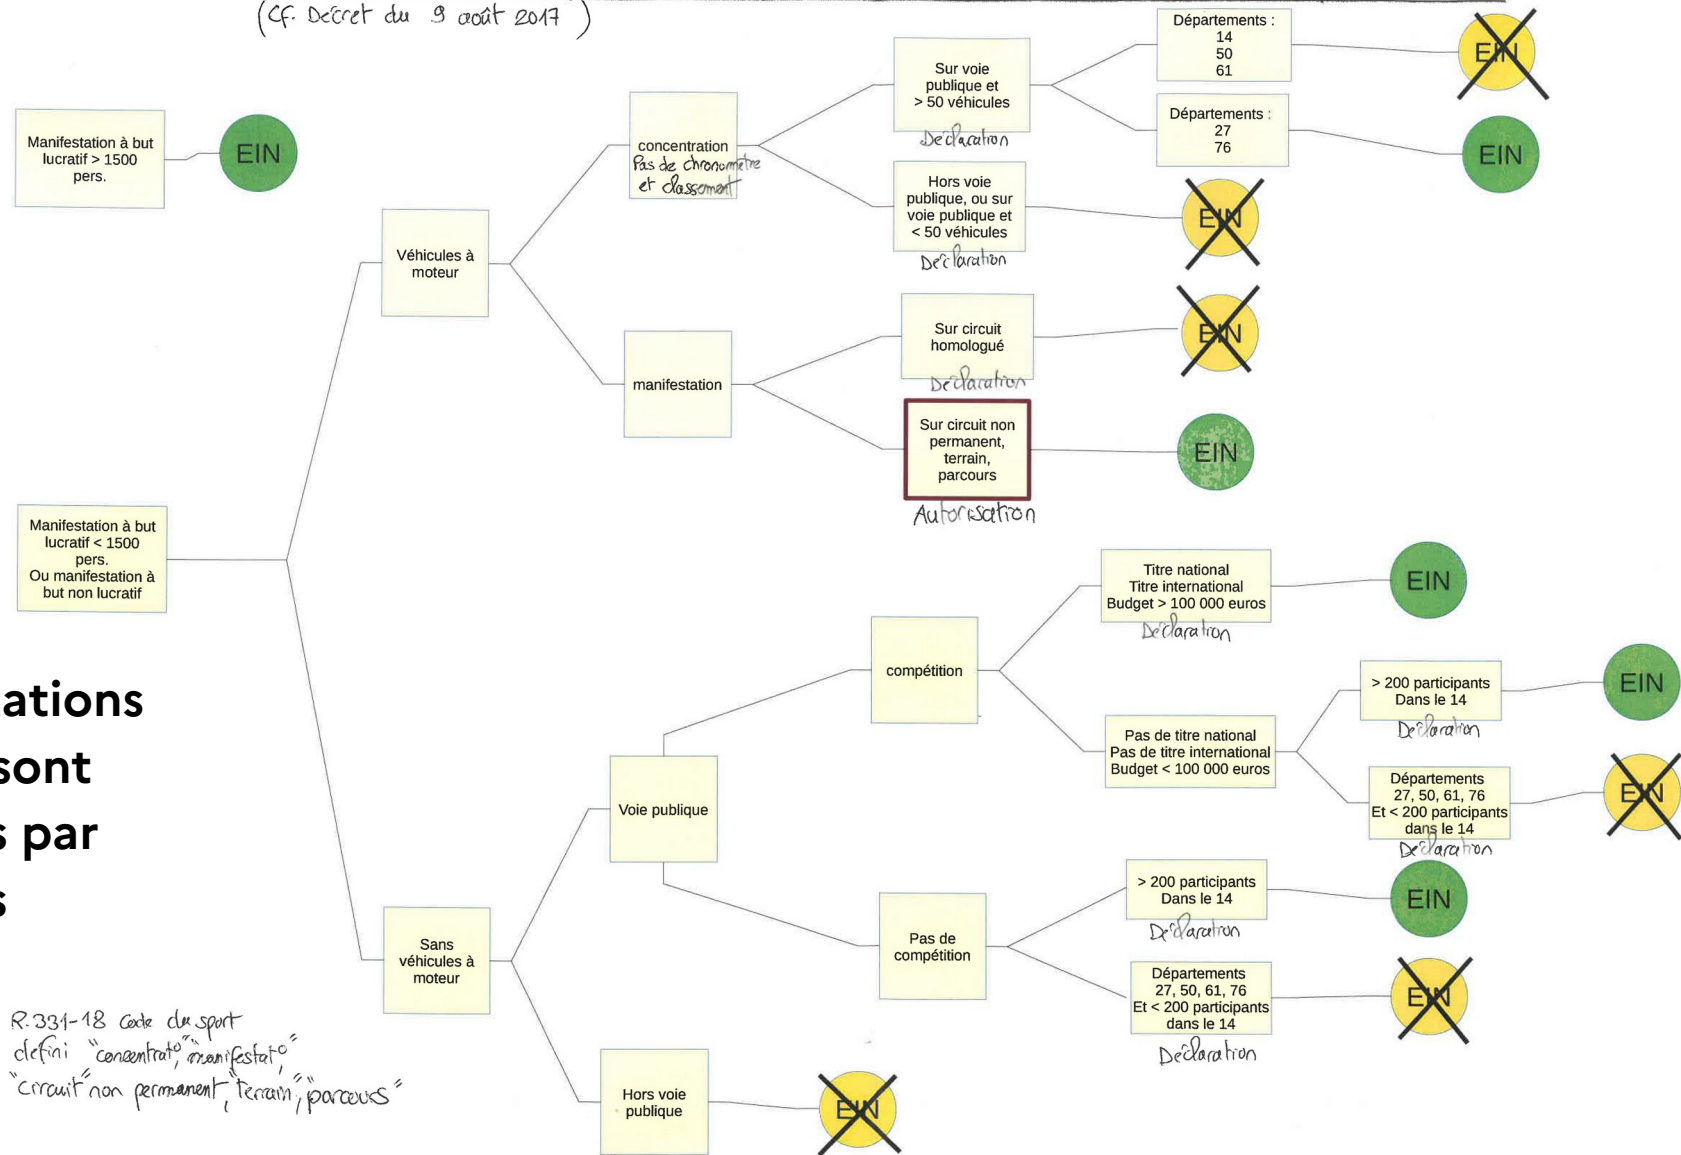 (Cf. Décret du 9 août 2017)
Manifestation à but
lucratif > 1500
pers.
EIN
Manifestation à but
lucratif < 1500
pers.
Ou manifestation à
but non lucratif
Véhicules à
moteur
concentration
Pas de chronomètre
et classement
Sur voie
publique et
> 50 véhicules
Déclaration
Départements :
14
50
61
EIN
Départements :
27
76
EIN
Hors voie
publique, ou sur
voie publique et
< 50 véhicules
Déclaration
EIN
manifestation
Sur circuit
homologué
Déclaration
EIN
Sur circuit non
permanent,
terrain,
parcours
Autorisation
EIN
Sans
véhicules à
moteur
Voie publique
compétition
Titre national
Titre international
Budget > 100 000 euros
Déclaration
EIN
Pas de titre national
Pas de titre international
Budget < 100 000 euros
> 200 participants
Dans le 14
Déclaration
EIN
Départements
27, 50, 61, 76
Et < 200 participants
dans le 14
Déclaration
EIN
Pas de
compétition
> 200 participants
Dans le 14
Déclaration
EIN
Départements
27, 50, 61, 76
Et < 200 participants
dans le 14
Déclaration
EIN
Hors voie
publique
EIN
ations
sont
s par
s
R.331-18 Code du sport
défini "concentrat°", "manifestat°"
"circuit" non permanent, "terrain", "parcours"